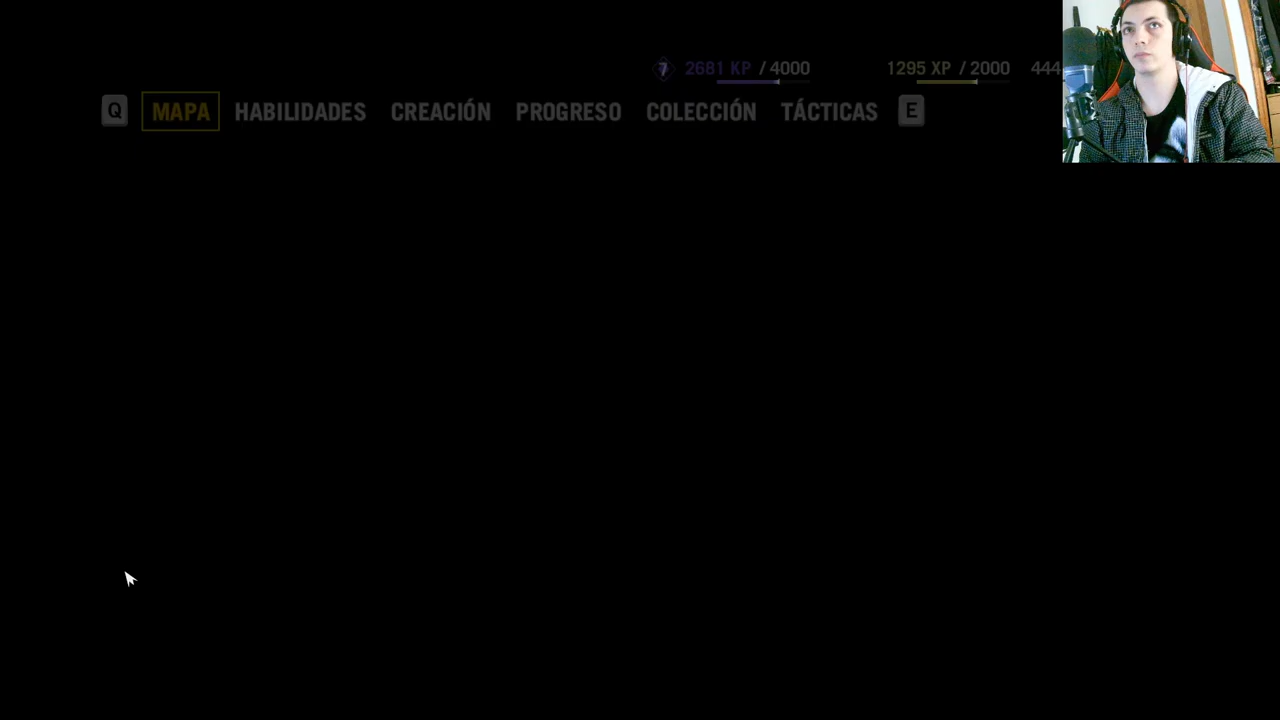 7 2681 KP / 4000 1295 XP / 2000 444
Q MAPA HABILIDADES CREACIÓN PROGRESO COLECCIÓN TÁCTICAS E